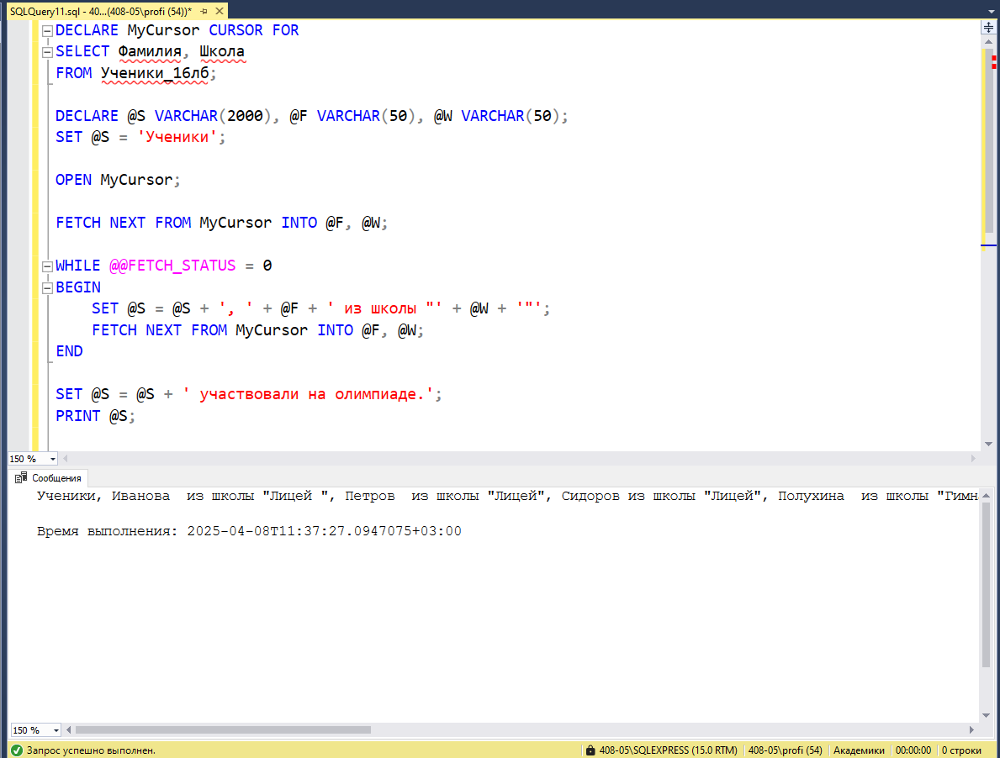 SQLQuery11.sql - 40...(408-05\profi (54))*
DECLARE MyCursor CURSOR FOR
SELECT Фамилия, Школа
FROM Ученики_16лб;
DECLARE @S VARCHAR(2000), @F VARCHAR(50), @W VARCHAR(50);
SET @S = 'Ученики';
OPEN MyCursor;
FETCH NEXT FROM MyCursor INTO @F, @W;
WHILE @@FETCH_STATUS = 0
BEGIN
SET @S = @S + ', ' + @F + ' из школы "' + @W + '"';
FETCH NEXT FROM MyCursor INTO @F, @W;
END
SET @S = @S + ' участвовали на олимпиаде.';
PRINT @S;
150 %
Сообщения
Ученики, Иванова  из школы "Лицей ", Петров  из школы "Лицей", Сидоров из школы "Лицей", Полухина  из школы "Гимн
Время выполнения: 2025-04-08T11:37:27.0947075+03:00
150 %
Запрос успешно выполнен. 408-05\SQLEXPRESS (15.0 RTM) 408-05\profi (54) Академики 00:00:00 0 строки